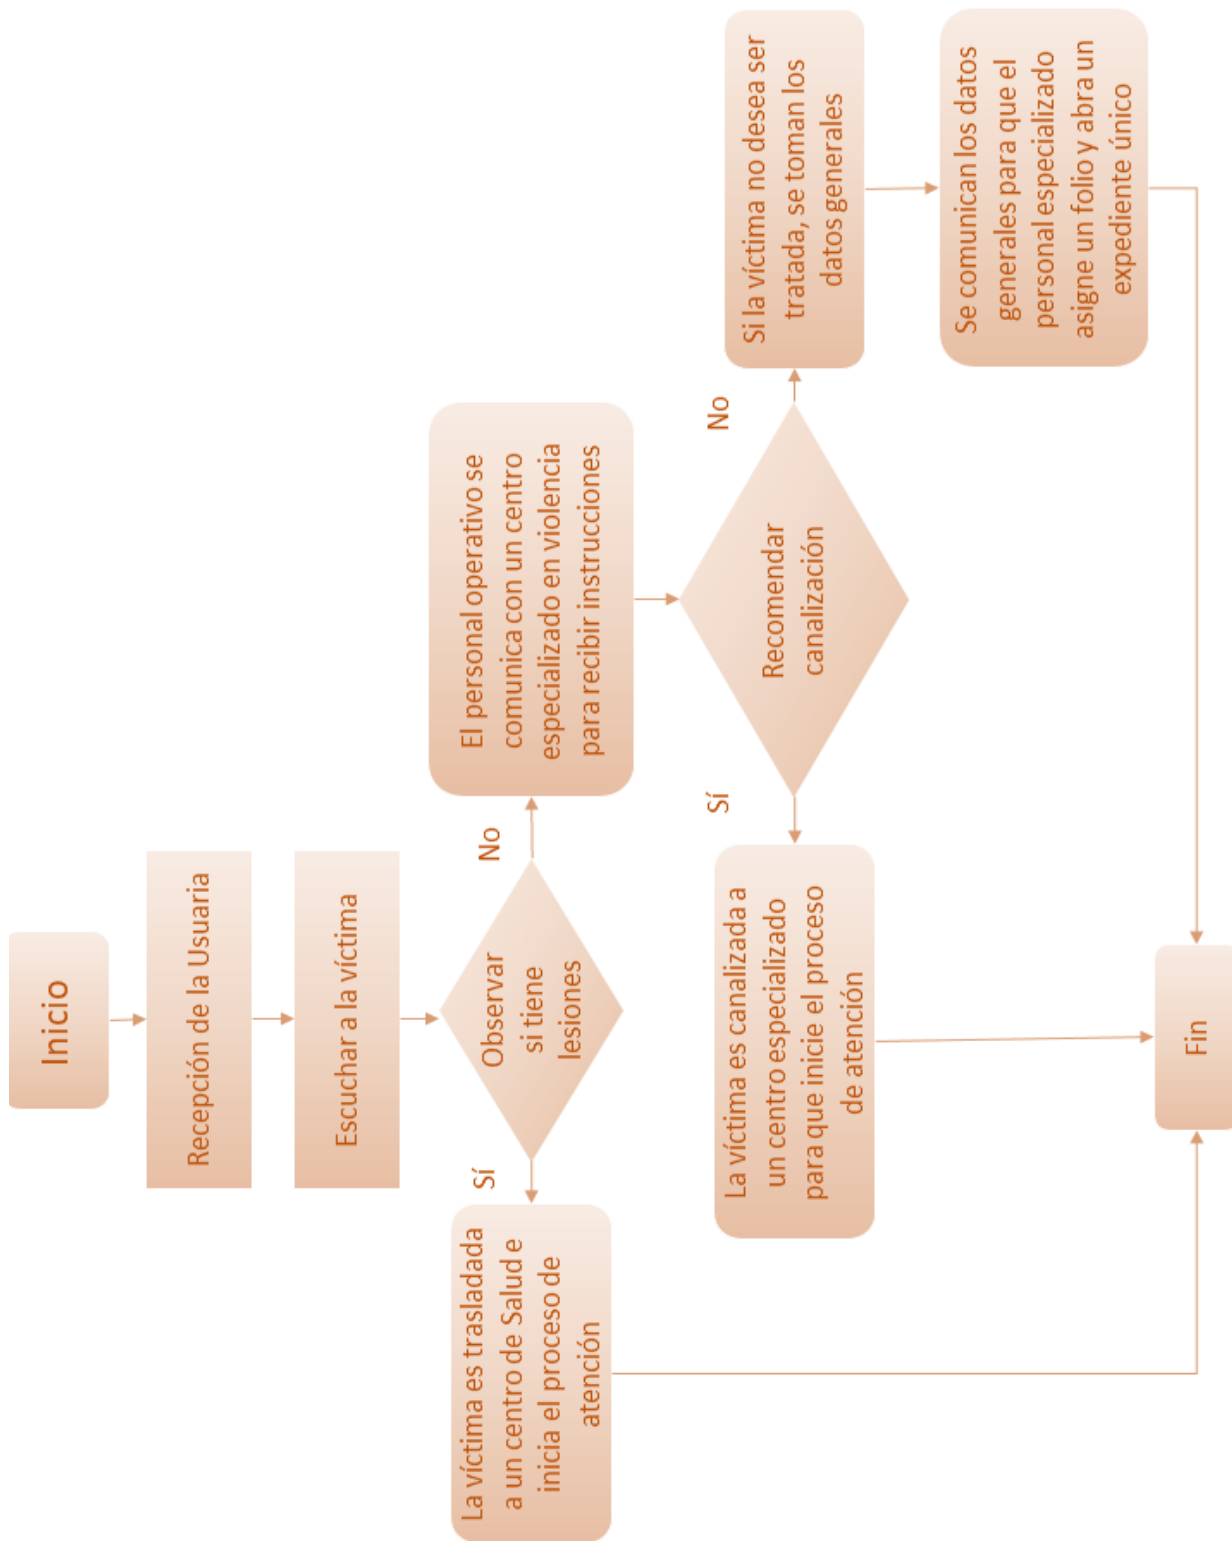 Inicio
Recepción de la Usuaria
Escuchar a la víctima
Observar
si tiene
lesiones
Sí
No
La víctima es trasladada
a un centro de Salud e
inicia el proceso de
atención
El personal operativo se
comunica con un centro
especializado en violencia
para recibir instrucciones
Recomendar
canalización
Sí
No
La víctima es canalizada a
un centro especializado
para que inicie el proceso
de atención
Si la víctima no desea ser
tratada, se toman los
datos generales
Se comunican los datos
generales para que el
personal especializado
asigne un folio y abra un
expediente único
Fin